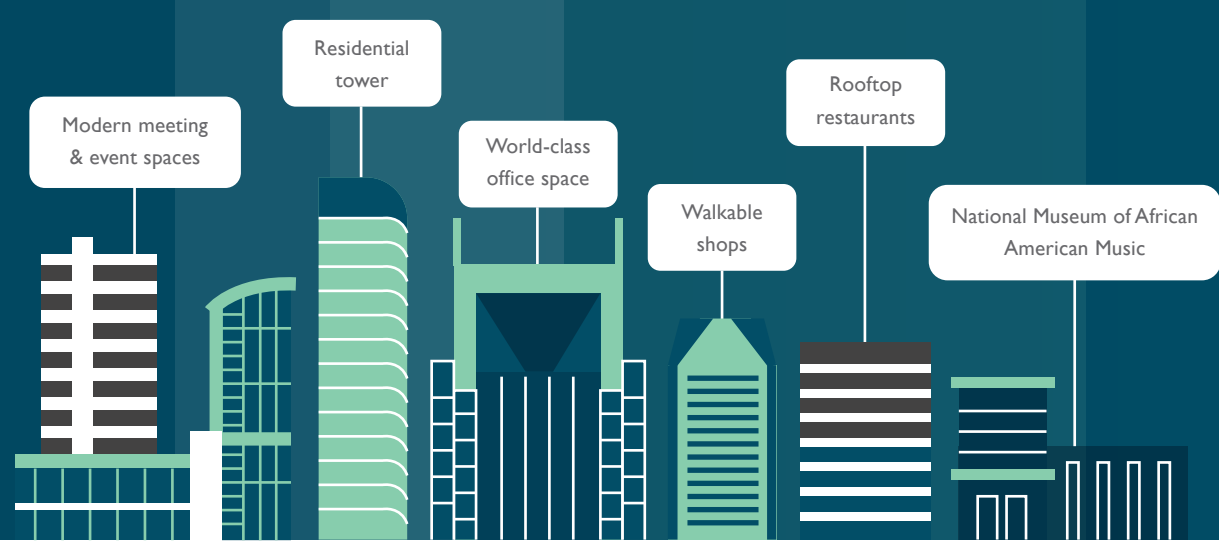 Modern meeting
& event spaces
Residential
tower
World-class
office space
Walkable
shops
Rooftop
restaurants
National Museum of African
American Music